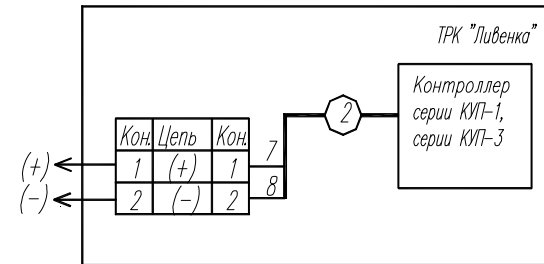 ТРК "Ливенка"
Контроллер
серии КУП-1,
серии КУП-3
2
Кон. Цепь Кон.
1 (+) 1
2 (-) 2
7
8
(+)
(-)